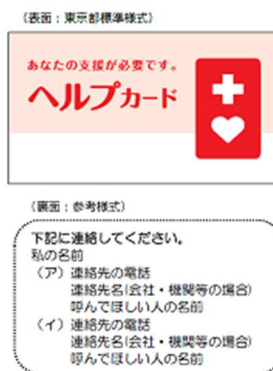 （表面：東京都標準様式）
あなたの支援が必要です。
ヘルプカード
（裏面：参考様式）
下記に連絡してください。
私の名前
（ア）連絡先の電話
連絡先名(会社・機関等の場合)
呼んでほしい人の名前
（イ）連絡先の電話
連絡先名(会社・機関等の場合)
呼んでほしい人の名前